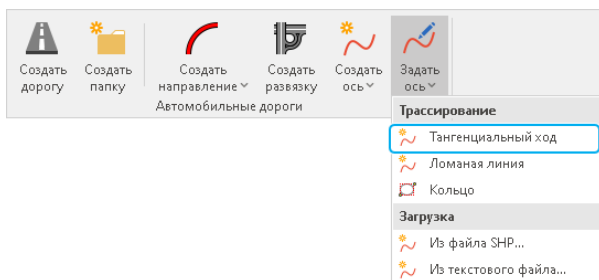 Создать Создать Создать Создать Создать Задать
дорогу папку направление развязку ось ось
Автомобильные дороги
Трассирование
Тангенциальный ход
Ломаная линия
Кольцо
Загрузка
Из файла SHP...
Из текстового файла...